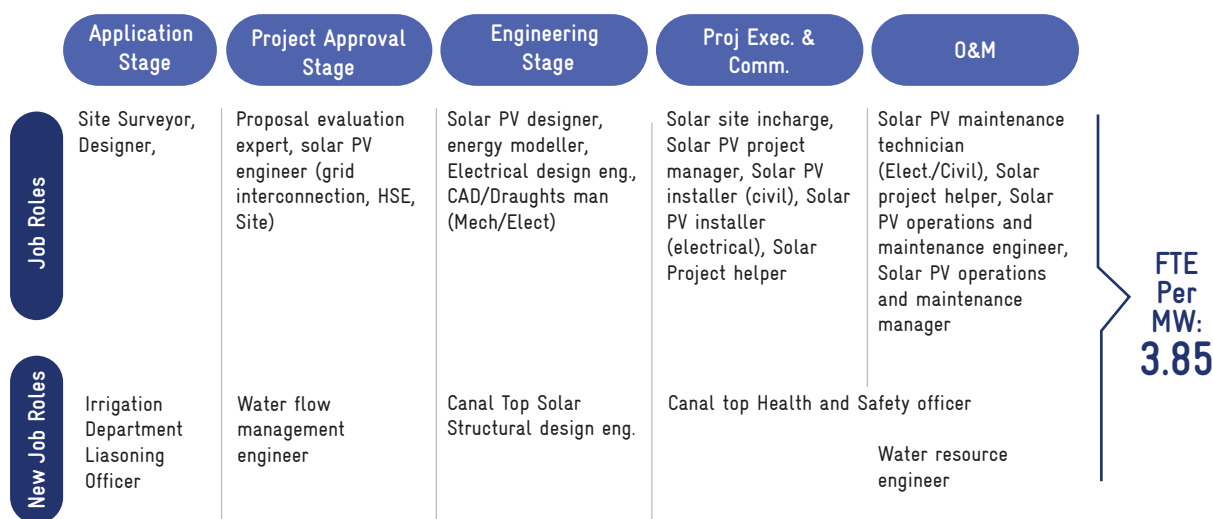 Application
Stage
Project Approval
Stage
Engineering
Stage
Proj Exec. &
Comm.
O&M
Job Roles
Site Surveyor,
Designer,
Proposal evaluation
expert, solar PV
engineer (grid
interconnection, HSE,
Site)
Solar PV designer,
energy modeller,
Electrical design eng.,
CAD/Draughts man
(Mech/Elect)
Solar site incharge,
Solar PV project
manager, Solar PV
installer (civil), Solar
PV installer
(electrical), Solar
Project helper
Solar PV maintenance
technician
(Elect./Civil), Solar
project helper, Solar
PV operations and
maintenance engineer,
Solar PV operations
and maintenance
manager
New Job Roles
Irrigation
Department
Liasoning
Officer
Water flow
management
engineer
Canal Top Solar
Structural design eng.
Canal top Health and Safety officer
Water resource
engineer
FTE
Per
MW:
3.85